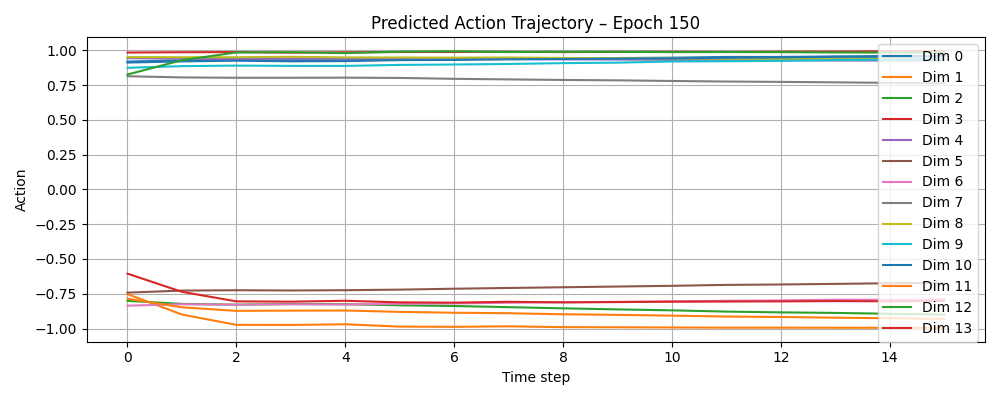 Predicted Action Trajectory – Epoch 150
1.00
0.75
0.50
0.25
0.00
−0.25
−0.50
−0.75
−1.00
Action
0 2 4 6 8 10 12 14
Time step
Dim 0
Dim 1
Dim 2
Dim 3
Dim 4
Dim 5
Dim 6
Dim 7
Dim 8
Dim 9
Dim 10
Dim 11
Dim 12
Dim 13